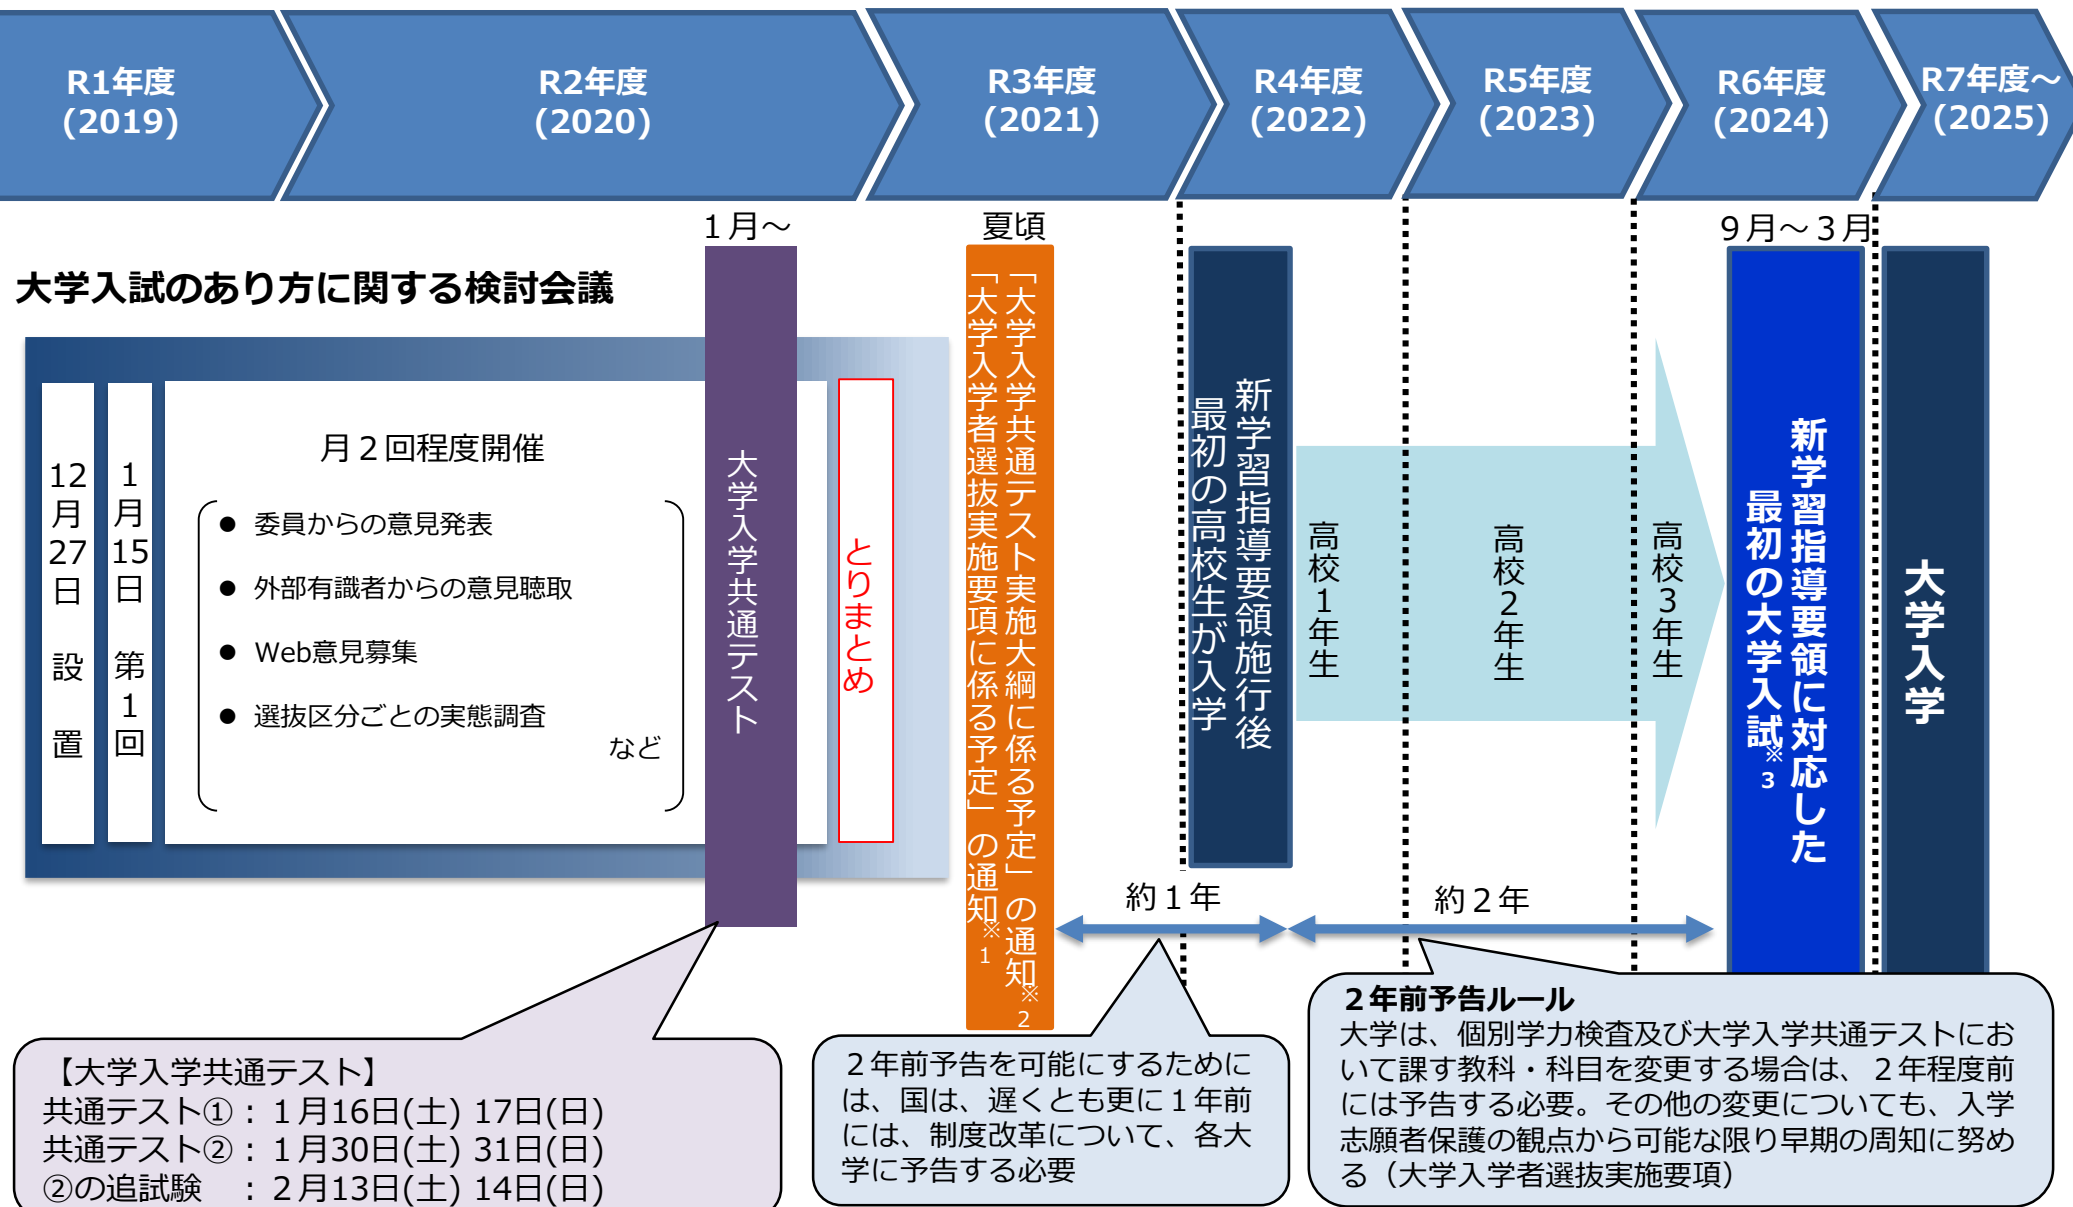 R1年度
(2019)
R2年度
(2020)
R3年度
(2021)
R4年度
(2022)
R5年度
(2023)
R6年度
(2024)
R7年度～
(2025)
１月～
夏頃
９月～３月
大学入試のあり方に関する検討会議
12月27日　設　置
1月15日　第1回
月２回程度開催
● 委員からの意見発表
● 外部有識者からの意見聴取
● Web意見募集
● 選抜区分ごとの実態調査
など
大学入学共通テスト
とりまとめ
「大学入学共通テスト実施大綱に係る予定」の通知※2
「大学入学者選抜実施要項に係る予定」の通知※1
新学習指導要領施行後
最初の高校生が入学
高校1年生
高校2年生
高校3年生
新学習指導要領に対応した
最初の大学入試※3
大学入学
約１年
約２年
【大学入学共通テスト】
共通テスト①：１月16日(土) 17日(日)
共通テスト②：１月30日(土) 31日(日)
②の追試験　：２月13日(土) 14日(日)
２年前予告を可能にするために
は、国は、遅くとも更に１年前
には、制度改革について、各大
学に予告する必要
２年前予告ルール
大学は、個別学力検査及び大学入学共通テストにお
いて課す教科・科目を変更する場合は、２年程度前
には予告する必要。その他の変更についても、入学
志願者保護の観点から可能な限り早期の周知に努め
る（大学入学者選抜実施要項）